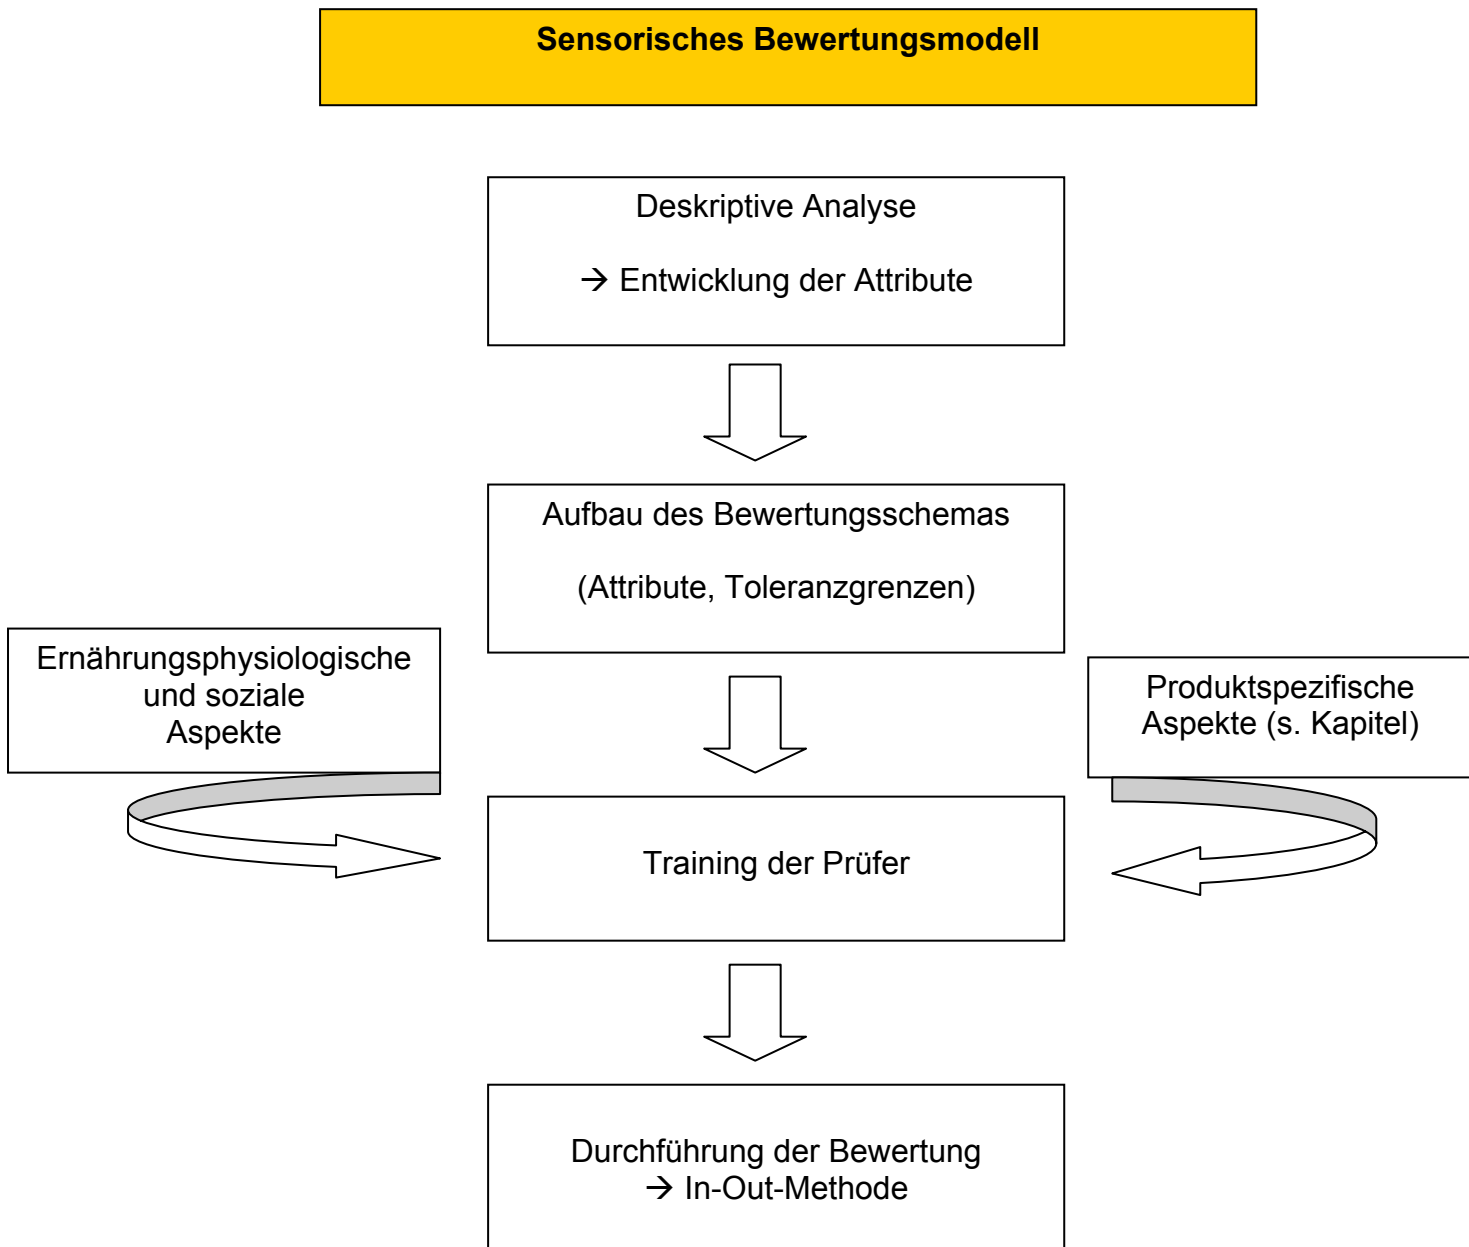 Sensorisches Bewertungsmodell
Deskriptive Analyse
→ Entwicklung der Attribute
Aufbau des Bewertungsschemas
(Attribute, Toleranzgrenzen)
Ernährungsphysiologische
und soziale
Aspekte
Produktspezifische
Aspekte (s. Kapitel)
Training der Prüfer
Durchführung der Bewertung
→ In-Out-Methode